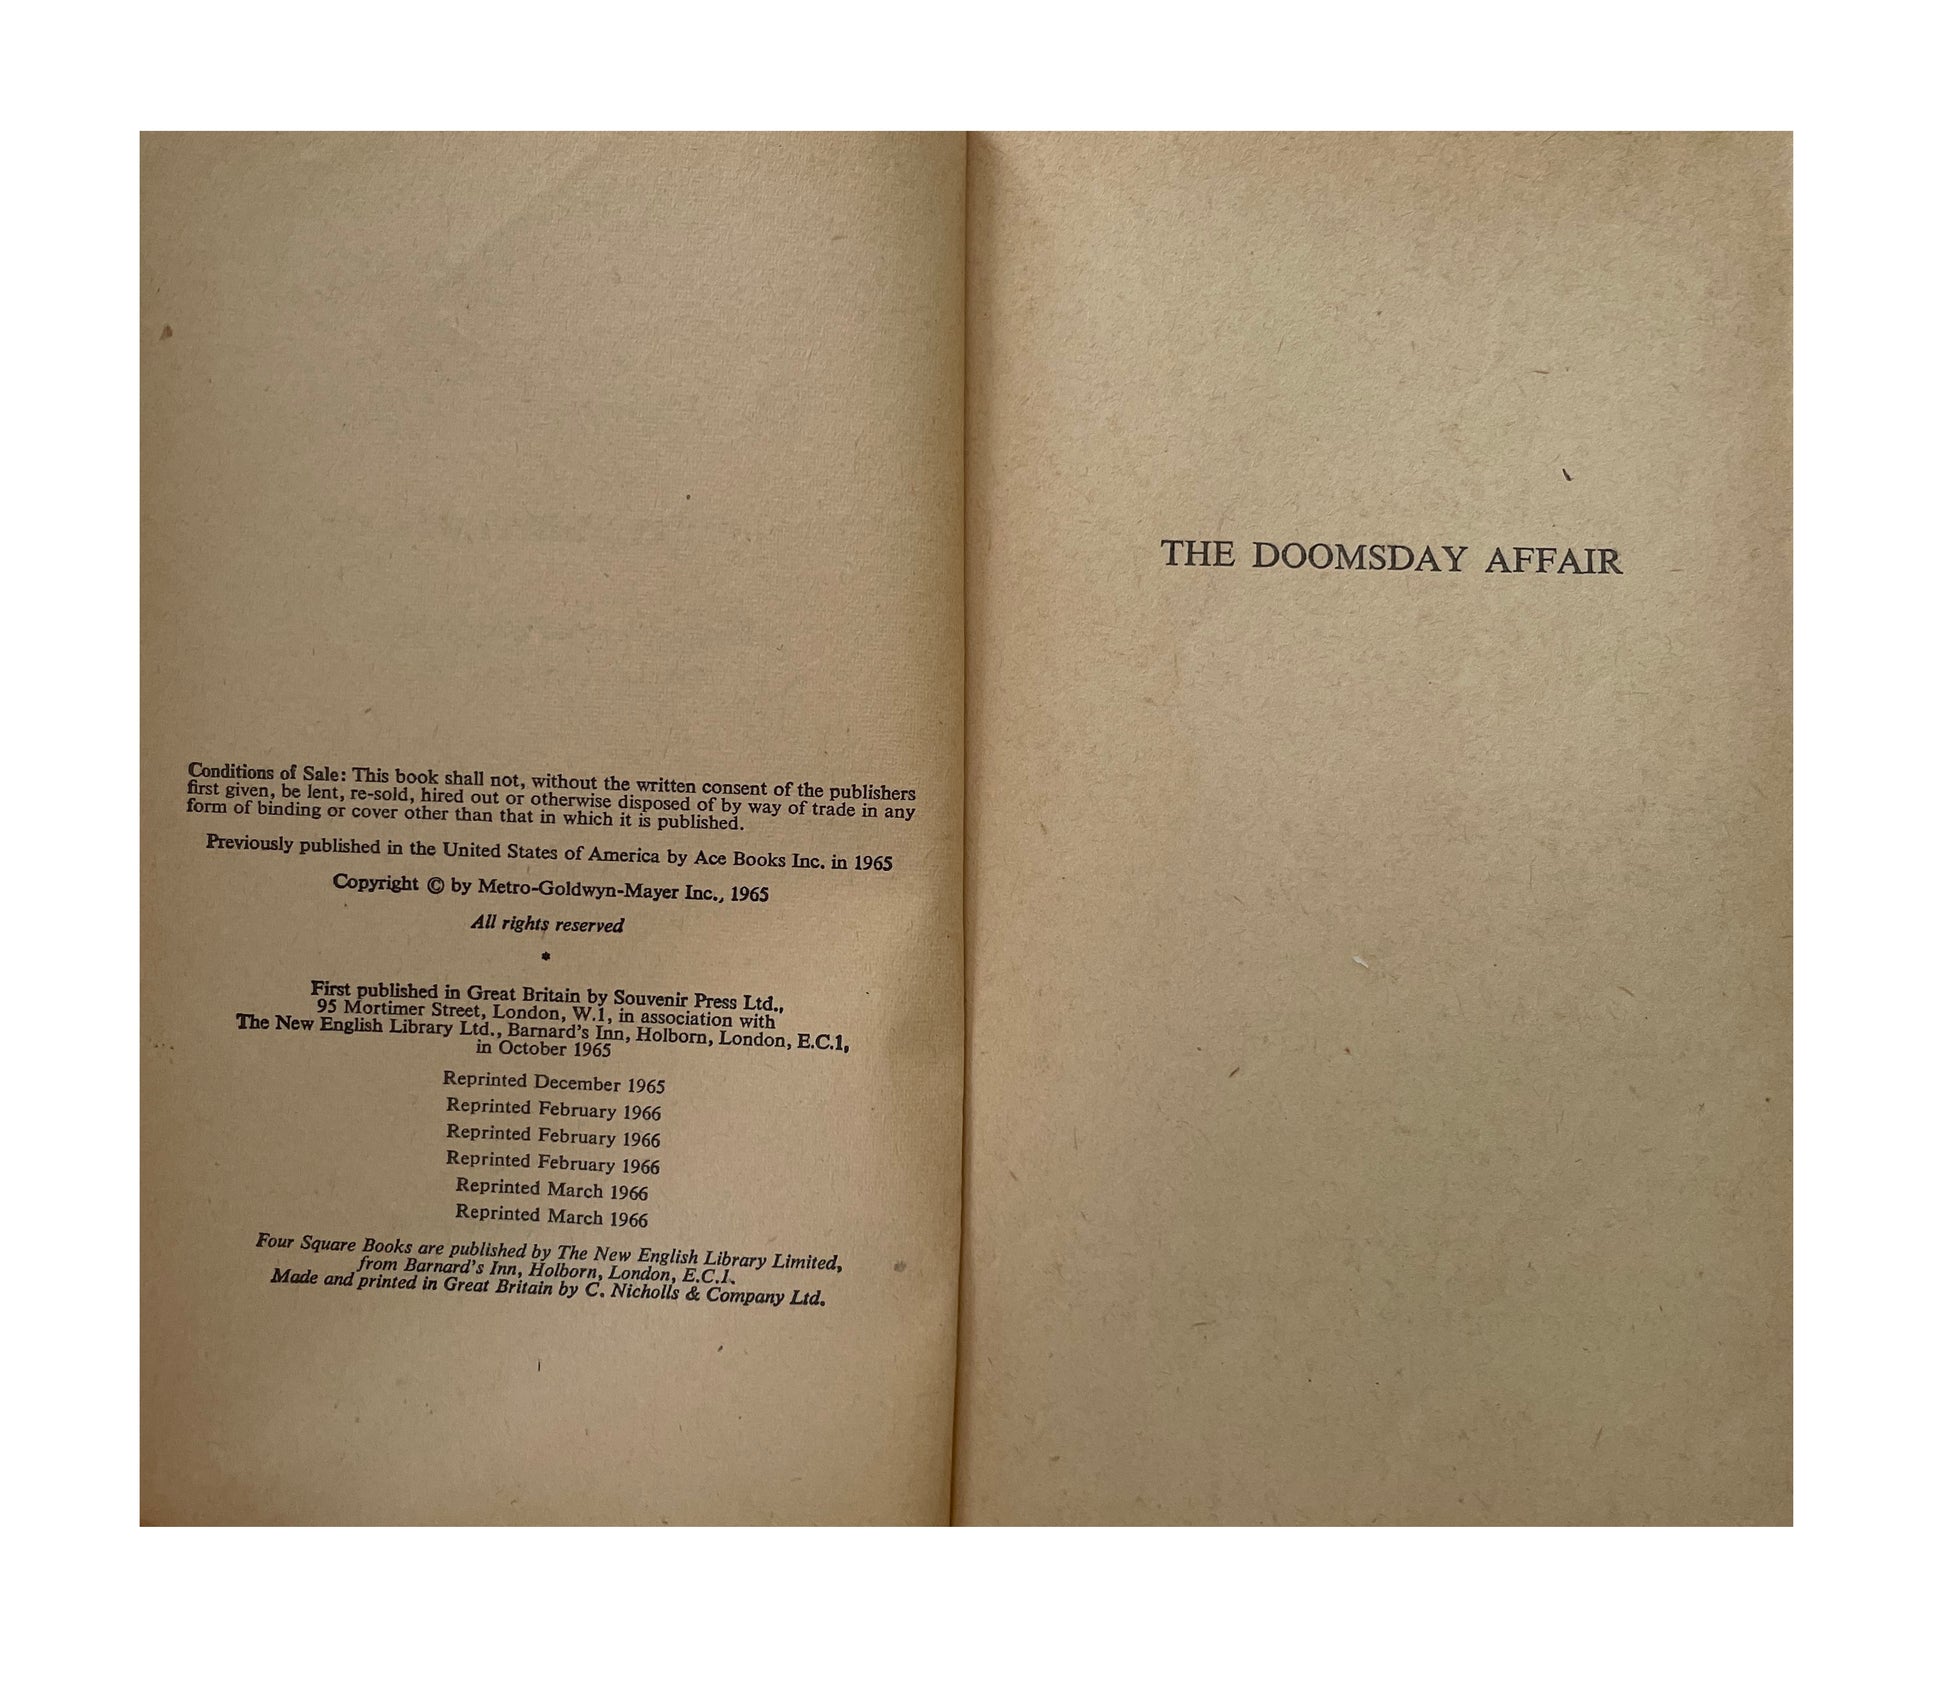 Conditions of Sale: This book shall not, without the written consent of the publishers
first given, be lent, re-sold, hired out or otherwise disposed of by way of trade in any
form of binding or cover other than that in which it is published.
Previously published in the United States of America by Ace Books Inc. in 1965
Copyright © by Metro-Goldwyn-Mayer Inc., 1965
All rights reserved
*
First published in Great Britain by Souvenir Press Ltd.,
95 Mortimer Street, London, W.1, in association with
The New English Library Ltd., Barnard's Inn, Holborn, London, E.C.1,
in October 1965
Reprinted December 1965
Reprinted February 1966
Reprinted February 1966
Reprinted February 1966
Reprinted March 1966
Reprinted March 1966
Four Square Books are published by The New English Library Limited,
from Barnard's Inn, Holborn, London, E.C.1.
Made and printed in Great Britain by C. Nicholls & Company Ltd.
THE DOOMSDAY AFFAIR